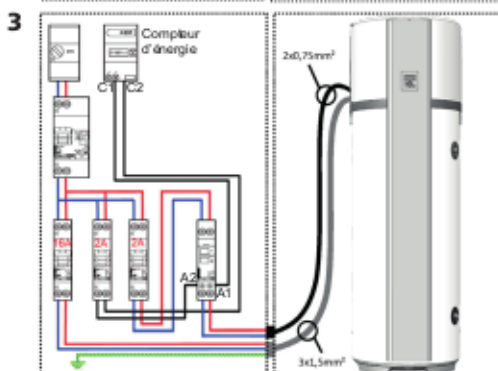 3
Compteur
d'énergie
C1 C2
2x0,75mm²
16A
2A
2A
A2
A1
3x1,5mm²